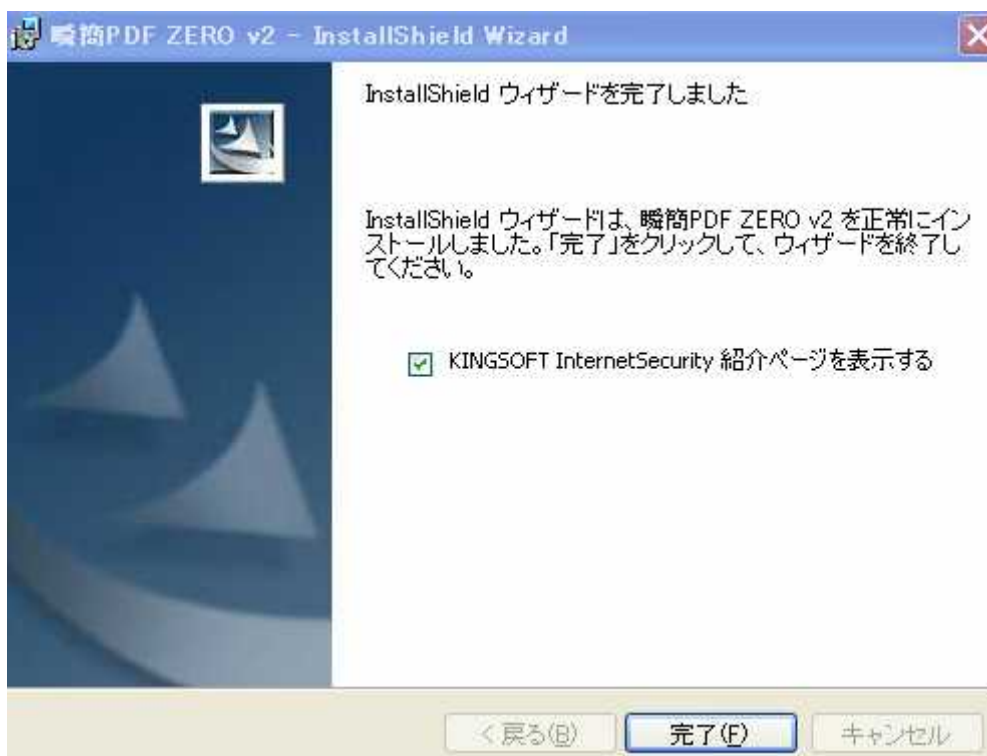 瞬簡PDF ZERO v2 - InstallShield Wizard
InstallShield ウィザードを完了しました
InstallShield ウィザードは、瞬簡PDF ZERO v2 を正常にイン
ストールしました。「完了」をクリックして、ウィザードを終了し
てください。
KINGSOFT InternetSecurity 紹介ページを表示する
< 戻る(B)
完了(F)
キャンセル